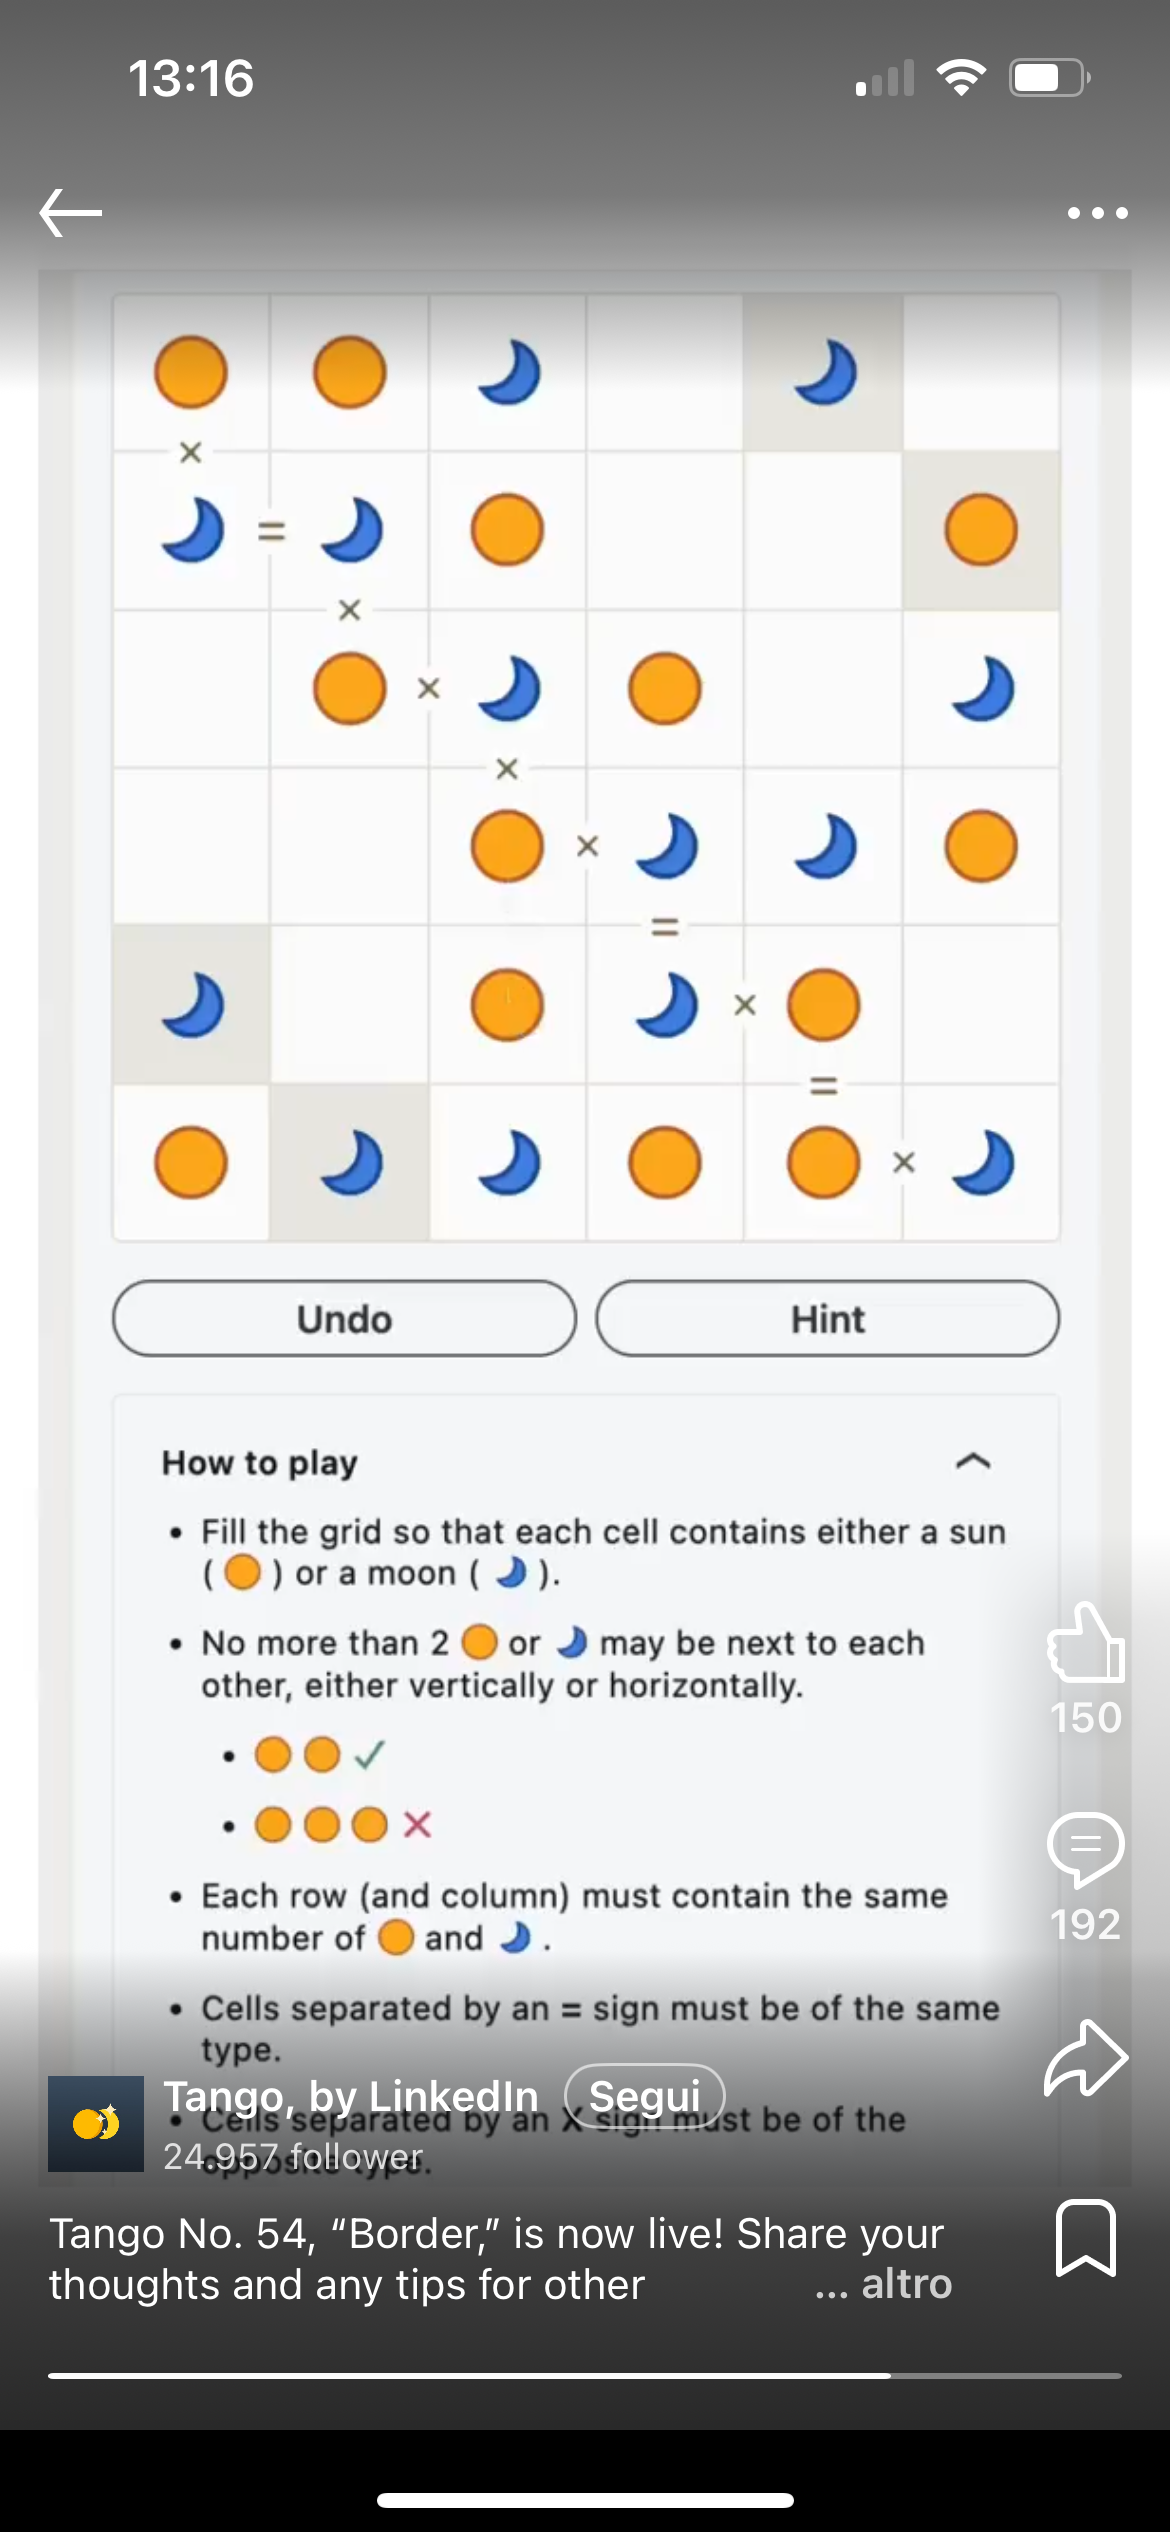 13:16
Undo
Hint
How to play
• Fill the grid so that each cell contains either a sun
( ) or a moon ( ).
• No more than 2 or may be next to each
other, either vertically or horizontally.
Each row (and column) must contain the same
number of and .
• Cells separated by an = sign must be of the same
type.
• Cells separated by an X sign must be of the
opposite type.
150
192
Tango, by LinkedIn
Segui
24.957 follower
Tango No. 54, “Border,” is now live! Share your
thoughts and any tips for other ... altro